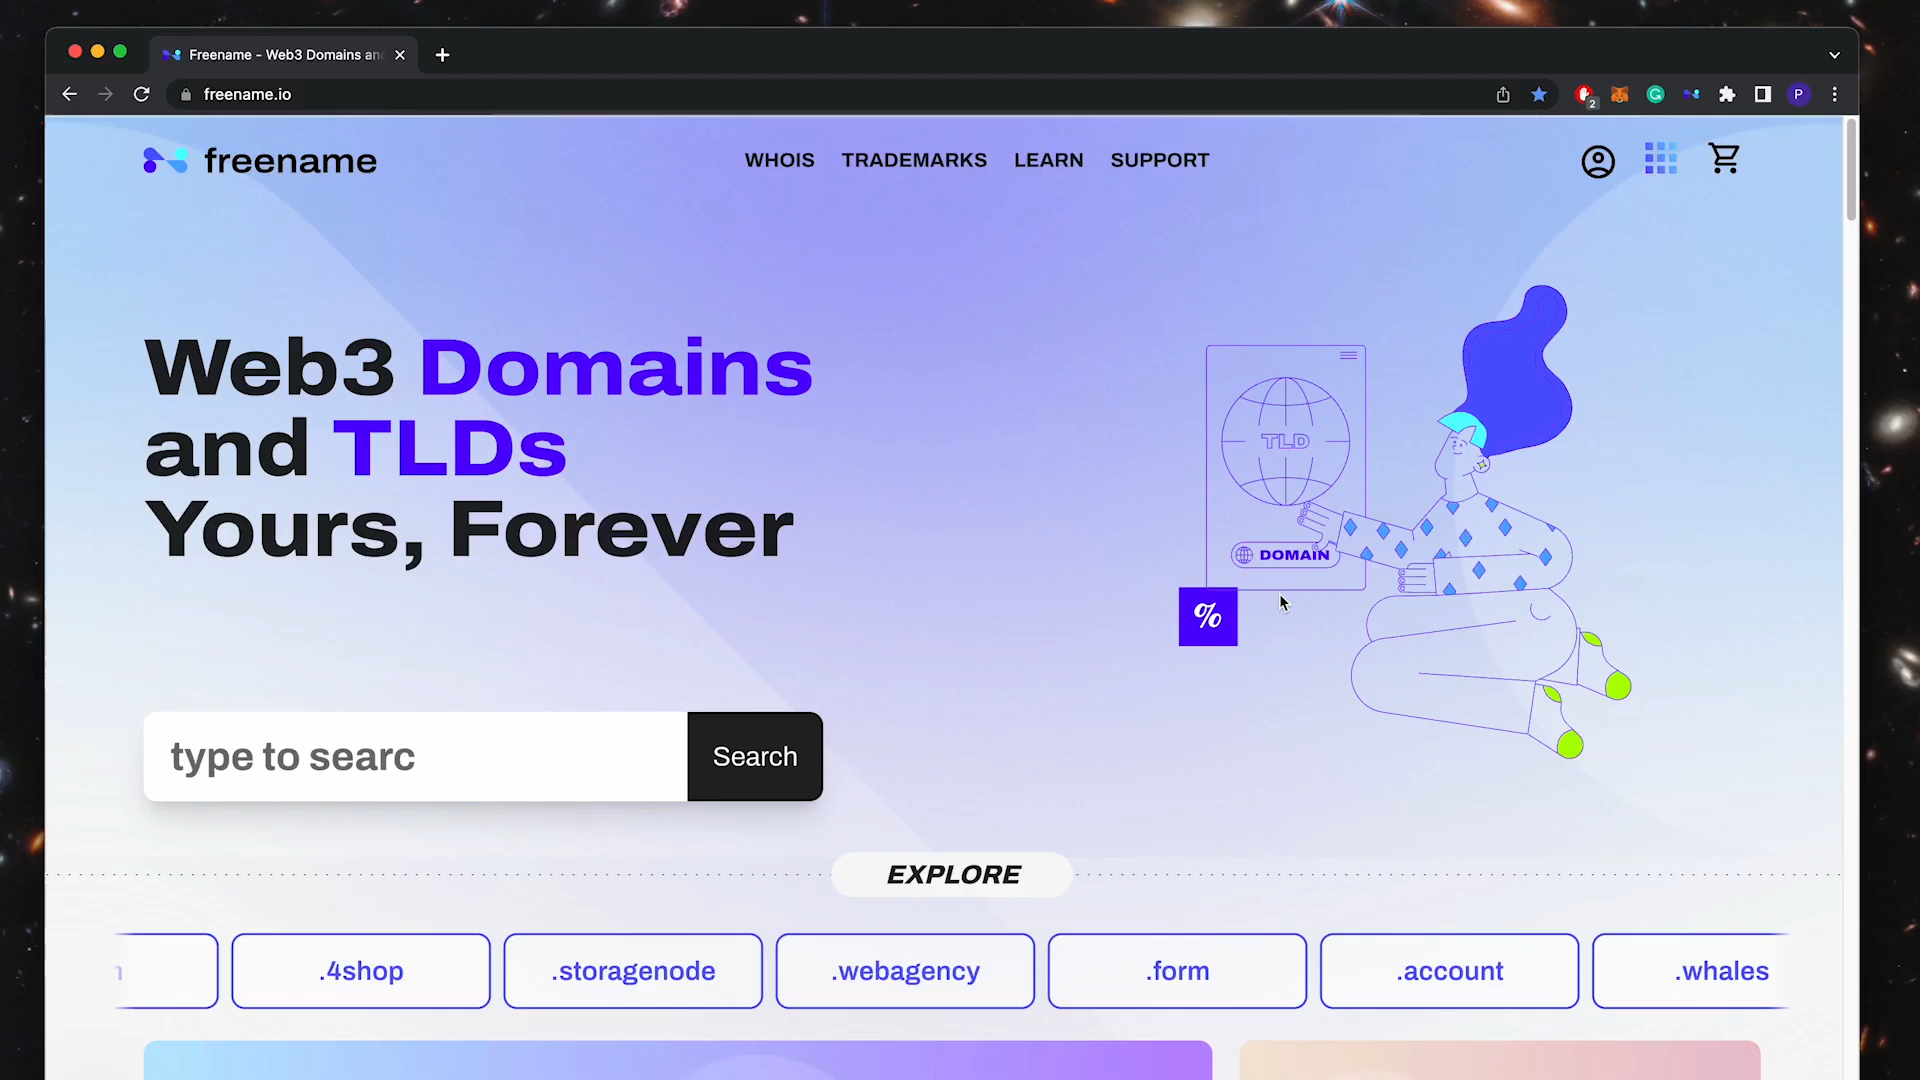 Freename - Web3 Domains an
freename.io
2
P
freename
WHOIS
TRADEMARKS
LEARN
SUPPORT
Web3 Domains
and TLDs
Yours, Forever
TLD
DOMAIN
%
type to searc
Search
EXPLORE
.4shop
.storagenode
.webagency
.form
.account
.whales